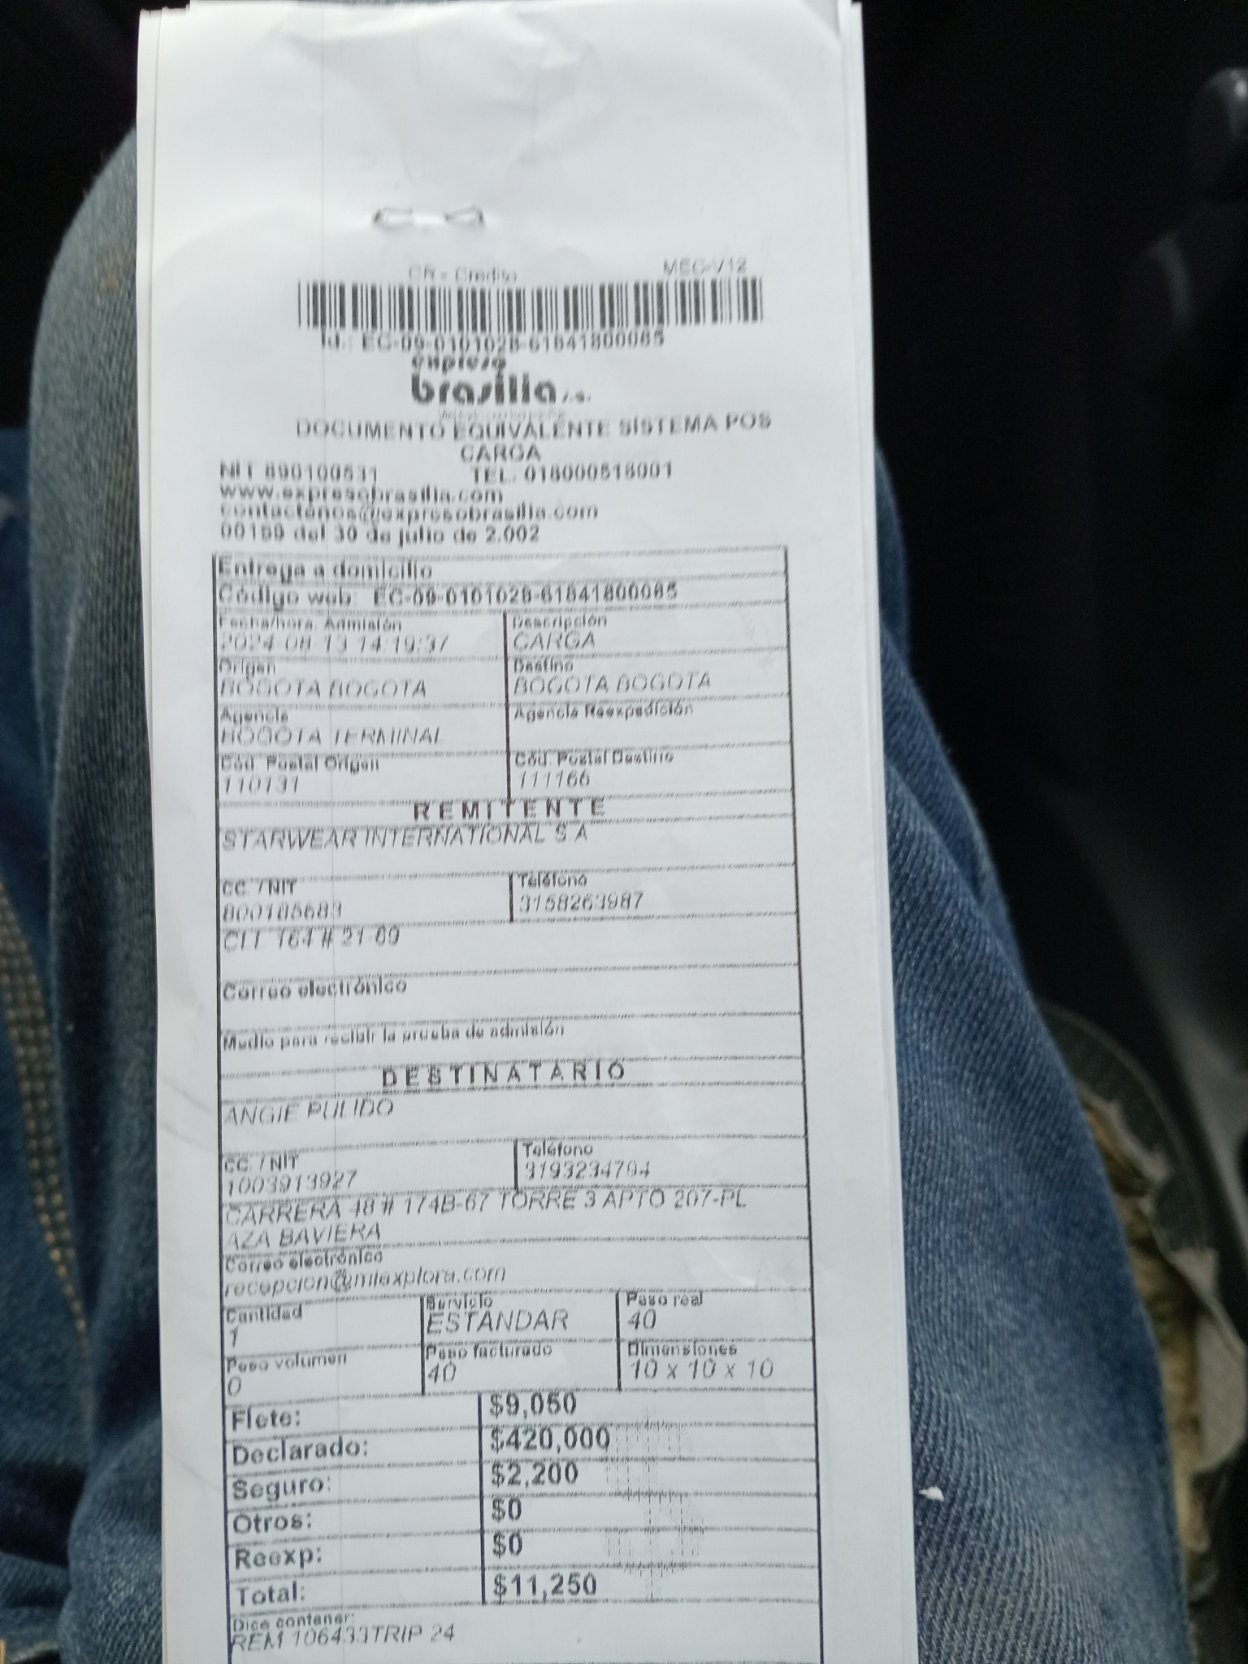 CR - Credito MEC-V12
Id.: EC-09-0101028-61841800085
expreso
brasilia s.a.
DOCUMENTO EQUIVALENTE SISTEMA POS
CARGA
NIT 890100531 TEL. 018000518001
www.expresobrasilia.com
contactenos@expresobrasilia.com
00199 del 30 de julio de 2.002
Entrega a domicilio
Código web: EC-09-0101028-61841800085
Fecha/hora. Admisión Descripción
2024-08-13 14:19:37 CARGA
Origen Destino
BOGOTA BOGOTA BOGOTA BOGOTA
Agencia Agencia Reexpedición
BOGOTA TERMINAL
Cód. Postal Origen Cód. Postal Destino
110131 111166
REMITENTE
STARWEAR INTERNATIONAL S A
CC. / NIT Teléfono
800185683 3158263987
CLL 164 # 21-09
Correo electrónico
Medio para recibir la prueba de admisión
DESTINATARIO
ANGIE PULIDO
CC. / NIT Teléfono
1003913927 3193234794
CARRERA 48 # 174B-67 TORRE 3 APTO 207-PL
AZA BAVIERA
Correo electrónico
recepcion@milexplora.com
Cantidad Servicio Peso real
1 ESTANDAR 40
Peso volumen Peso facturado Dimensiones
0 40 10 x 10 x 10
Flete: $9,050
Declarado: $420,000
Seguro: $2,200
Otros: $0
Reexp: $0
Total: $11,250
Dice contener:
REM 106433TRIP 24